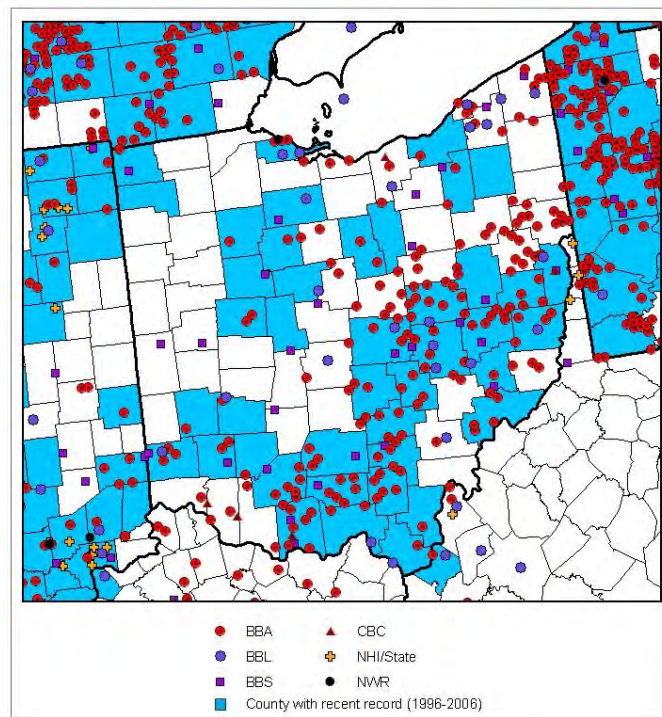 BBA CBC
BBL NHI/State
BBS NWR
County with recent record (1996-2006)